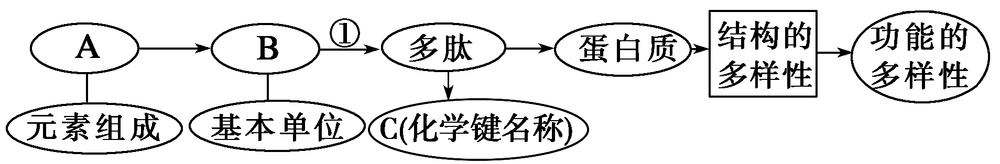 A
B
①
多肽
蛋白质
结构的
多样性
功能的
多样性
元素组成
基本单位
C(化学键名称)